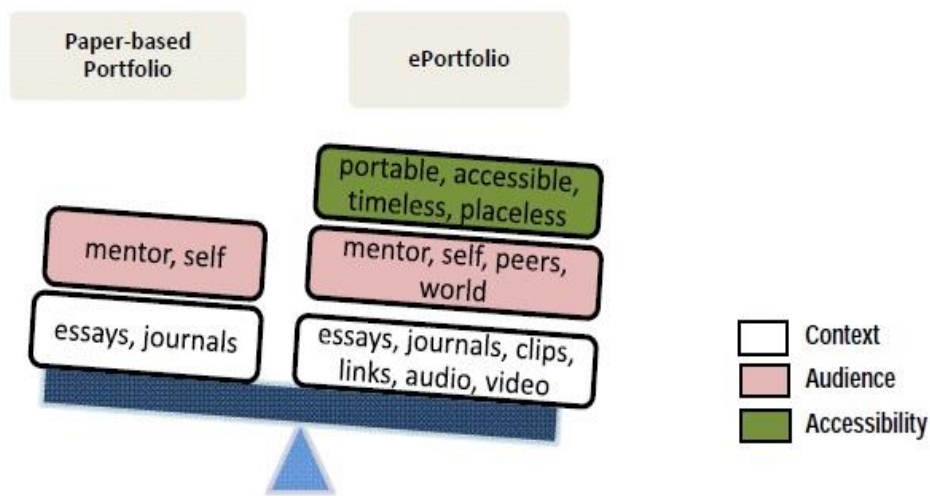 Paper-based
Portfolio
ePortfolio
portable, accessible,
timeless, placeless
mentor, self
mentor, self, peers,
world
essays, journals
essays, journals, clips,
links, audio, video
Context
Audience
Accessibility